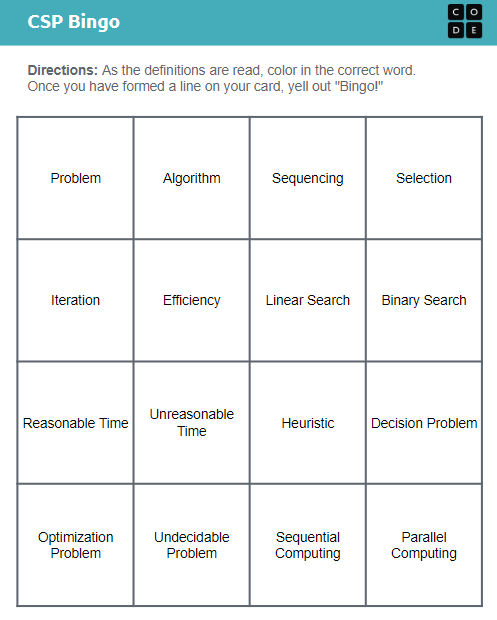 CSP Bingo
C O
D E
Directions: As the definitions are read, color in the correct word.
Once you have formed a line on your card, yell out "Bingo!"
Problem
Algorithm
Sequencing
Selection
Iteration
Efficiency
Linear Search
Binary Search
Reasonable Time
Unreasonable
Time
Heuristic
Decision Problem
Optimization
Problem
Undecidable
Problem
Sequential
Computing
Parallel
Computing